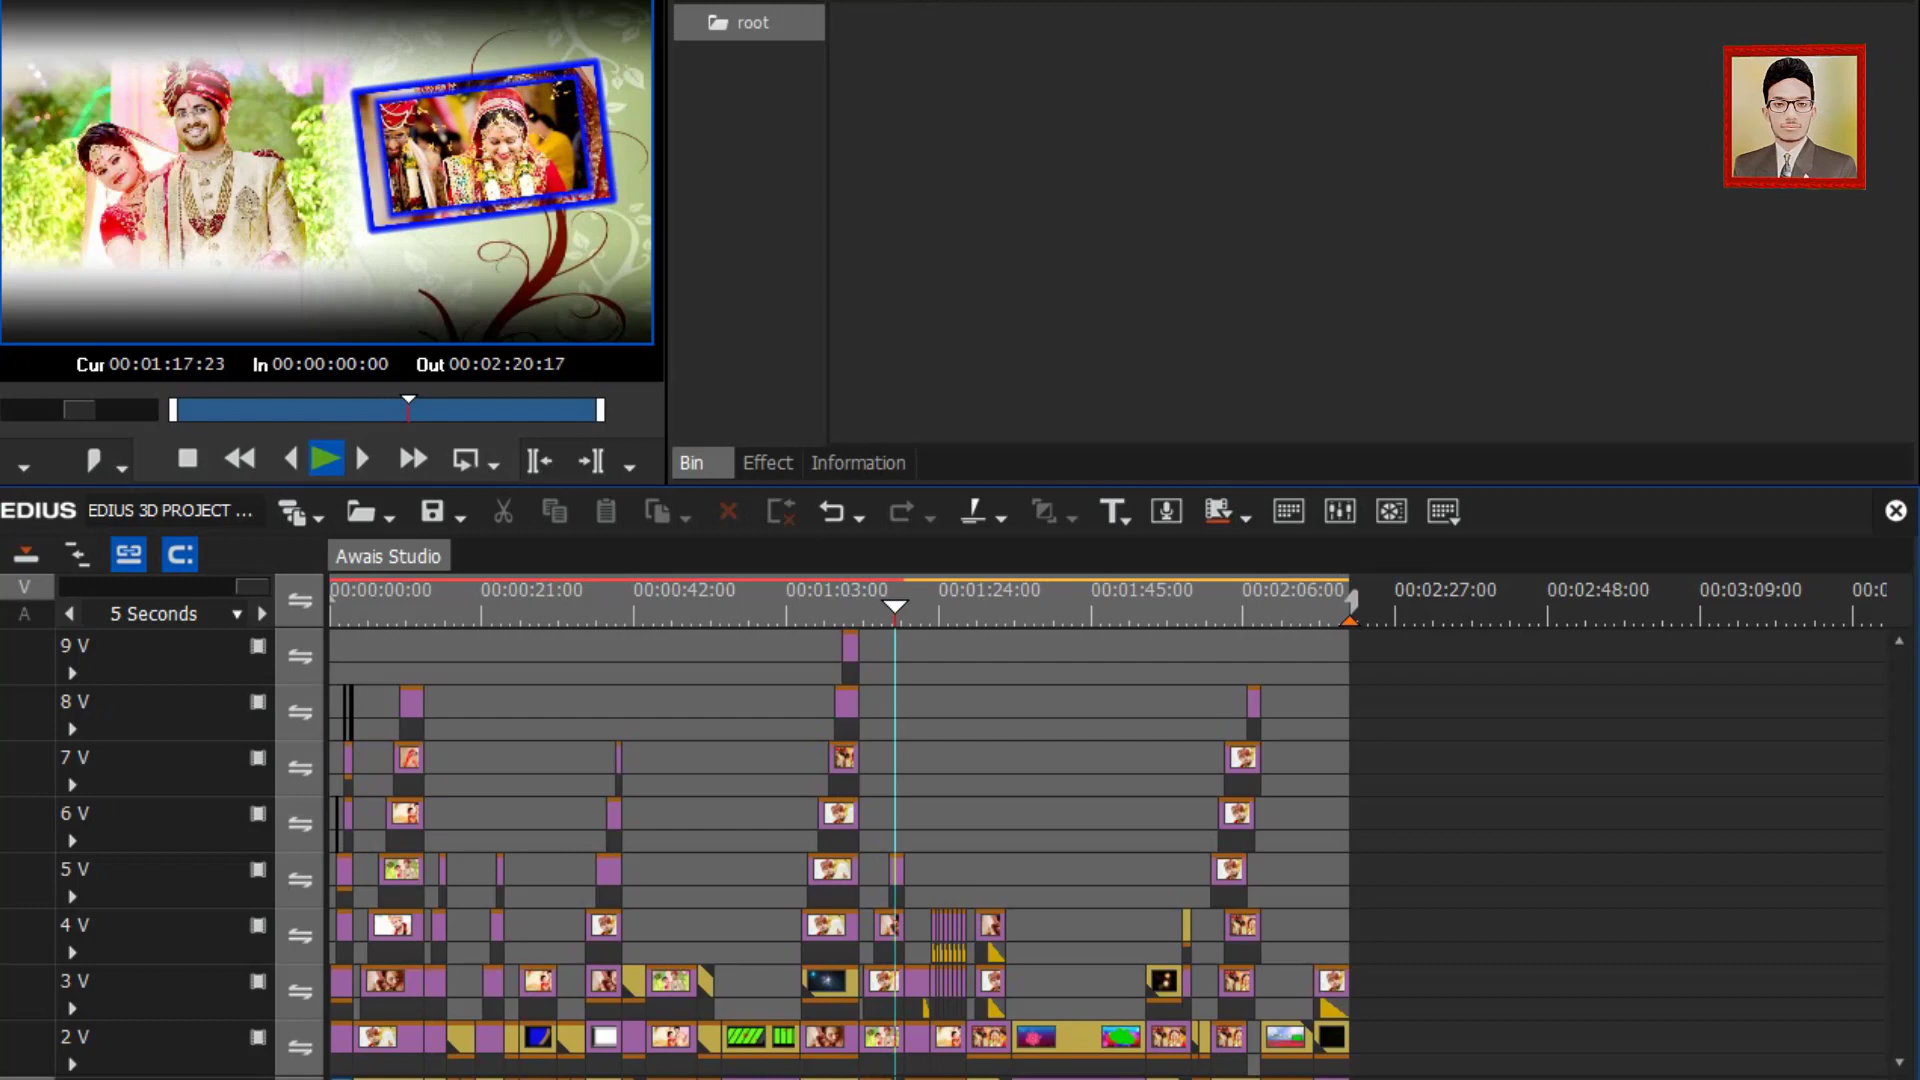 root
Cur 00:01:17:23 In 00:00:00:00 Out 00:02:20:17
Bin Effect Information
EDIUS EDIUS 3D PROJECT ...
Awais Studio
V 00:00:00:00 00:00:21:00 00:00:42:00 00:01:03:00 00:01:24:00 00:01:45:00 00:02:06:00 00:02:27:00 00:02:48:00 00:03:09:00
A 5 Seconds
9 V
8 V
7 V
6 V
5 V
4 V
3 V
2 V